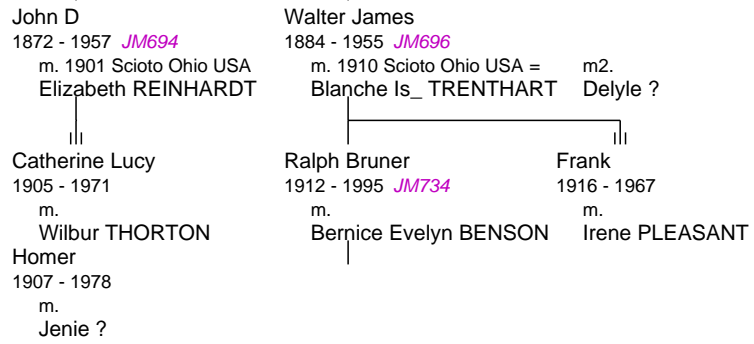 John D
1872 - 1957 JM694
m. 1901 Scioto Ohio USA
Elizabeth REINHARDT
Walter James
1884 - 1955 JM696
m. 1910 Scioto Ohio USA =
Blanche Is_ TRENTHART
m2.
Delyle ?
Catherine Lucy
1905 - 1971
m.
Wilbur THORTON
Homer
1907 - 1978
m.
Jenie ?
Ralph Bruner
1912 - 1995 JM734
m.
Bernice Evelyn BENSON
Frank
1916 - 1967
m.
Irene PLEASANT